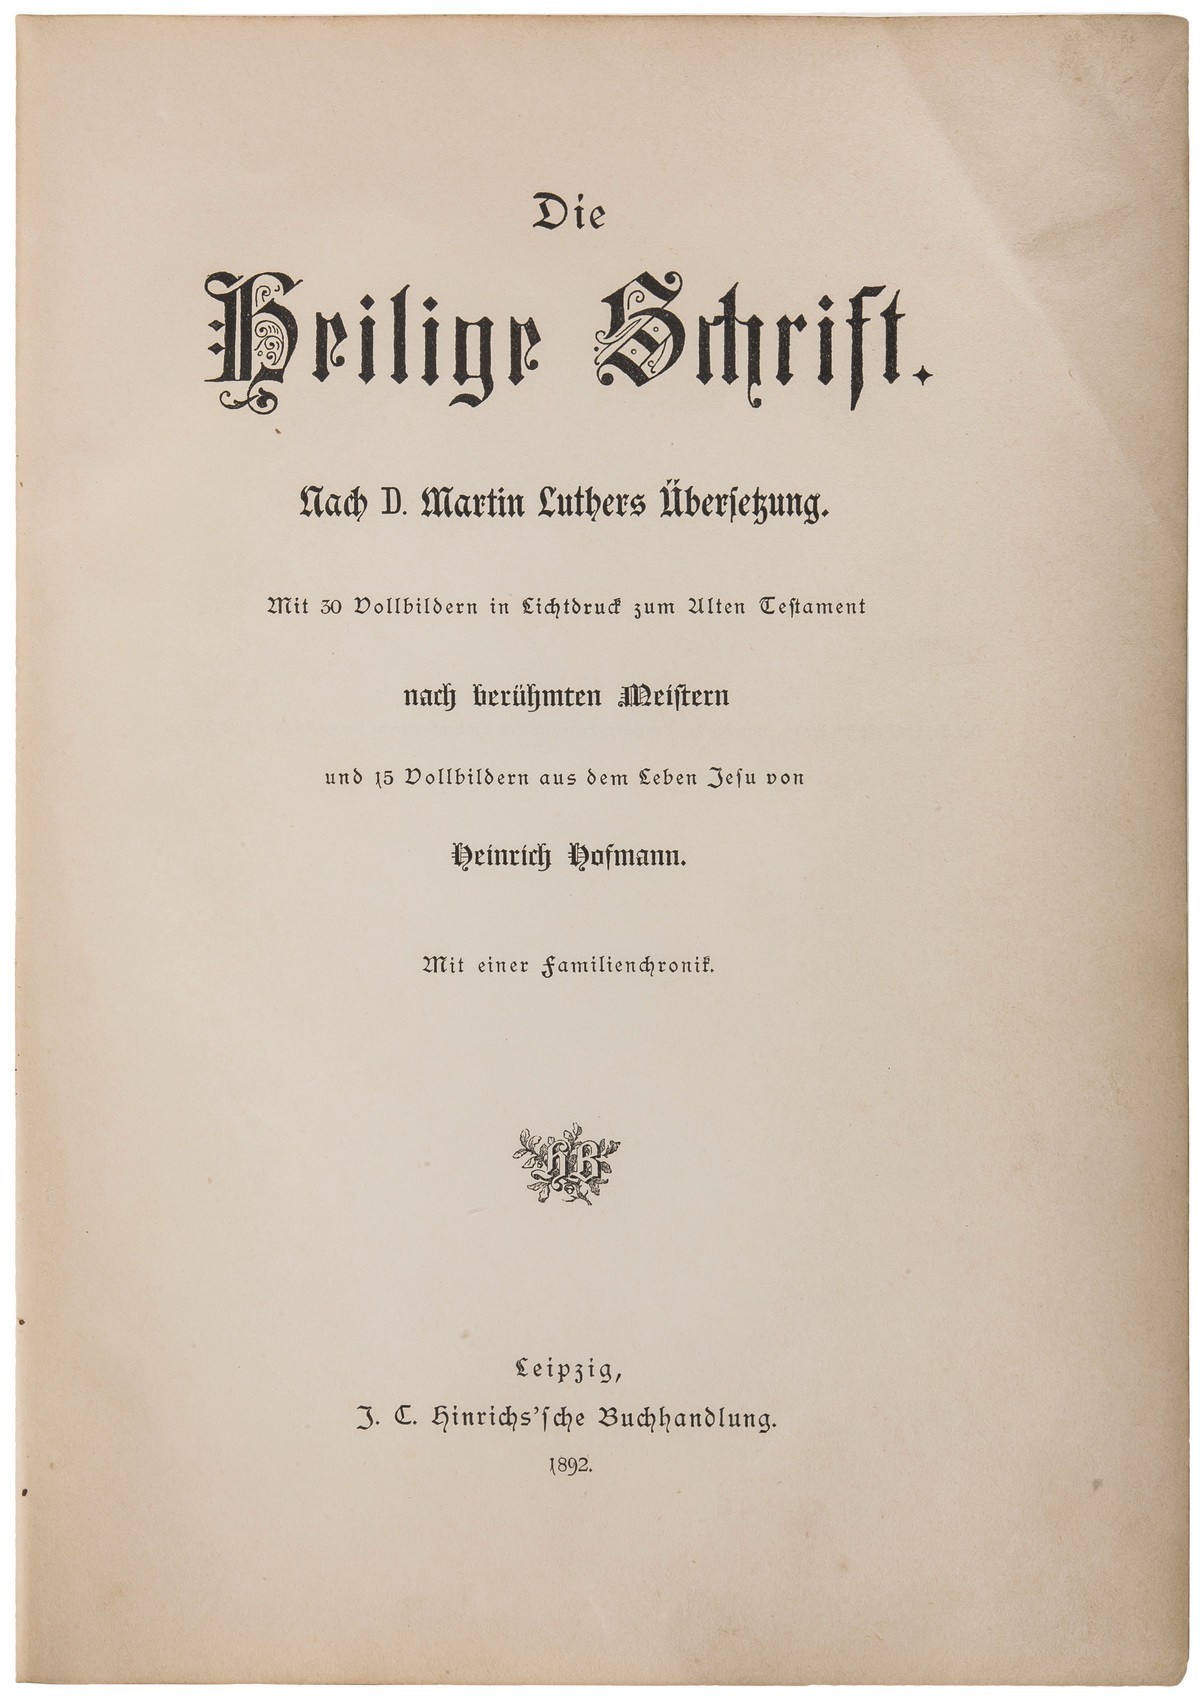 Die
Heilige Schrift.
Nach D. Martin Luthers Übersetzung.
Mit 30 Vollbildern in Lichtdruck zum Alten Testament
nach berühmten Meistern
und 15 Vollbildern aus dem Leben Jesu von
Heinrich Hofmann.
Mit einer Familienchronik.
HB
Leipzig,
J. C. Hinrichs'sche Buchhandlung.
1892.